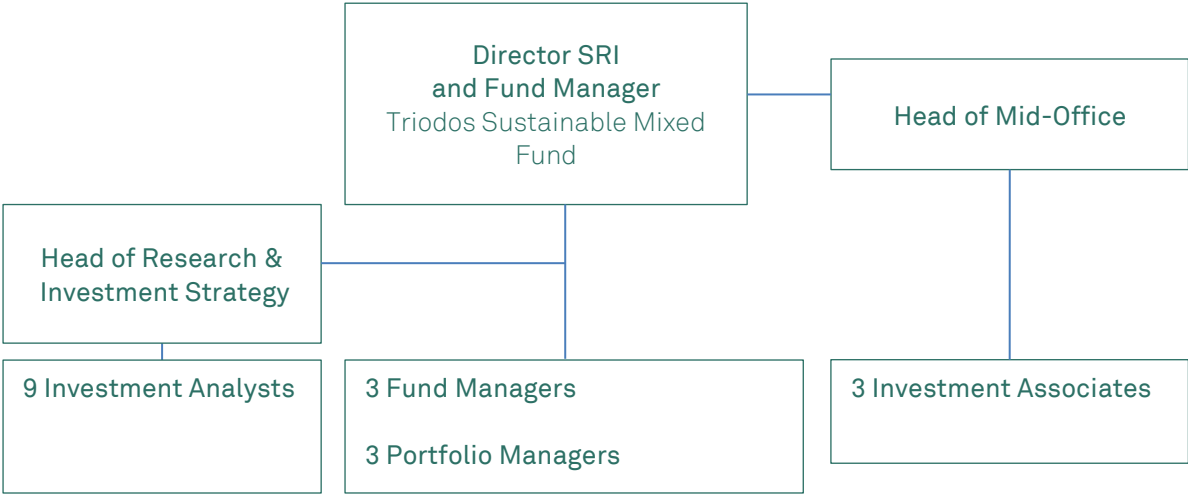 Director SRI
and Fund Manager
Triodos Sustainable Mixed
Fund
Head of Mid-Office
Head of Research &
Investment Strategy
9 Investment Analysts
3 Fund Managers
3 Portfolio Managers
3 Investment Associates